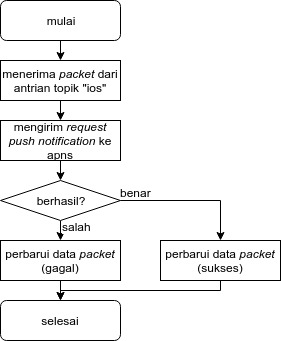 mulai
menerima packet dari
antrian topik "ios"
mengirim request
push notification ke
apns
berhasil?
benar
salah
perbarui data packet
(gagal)
perbarui data packet
(sukses)
selesai